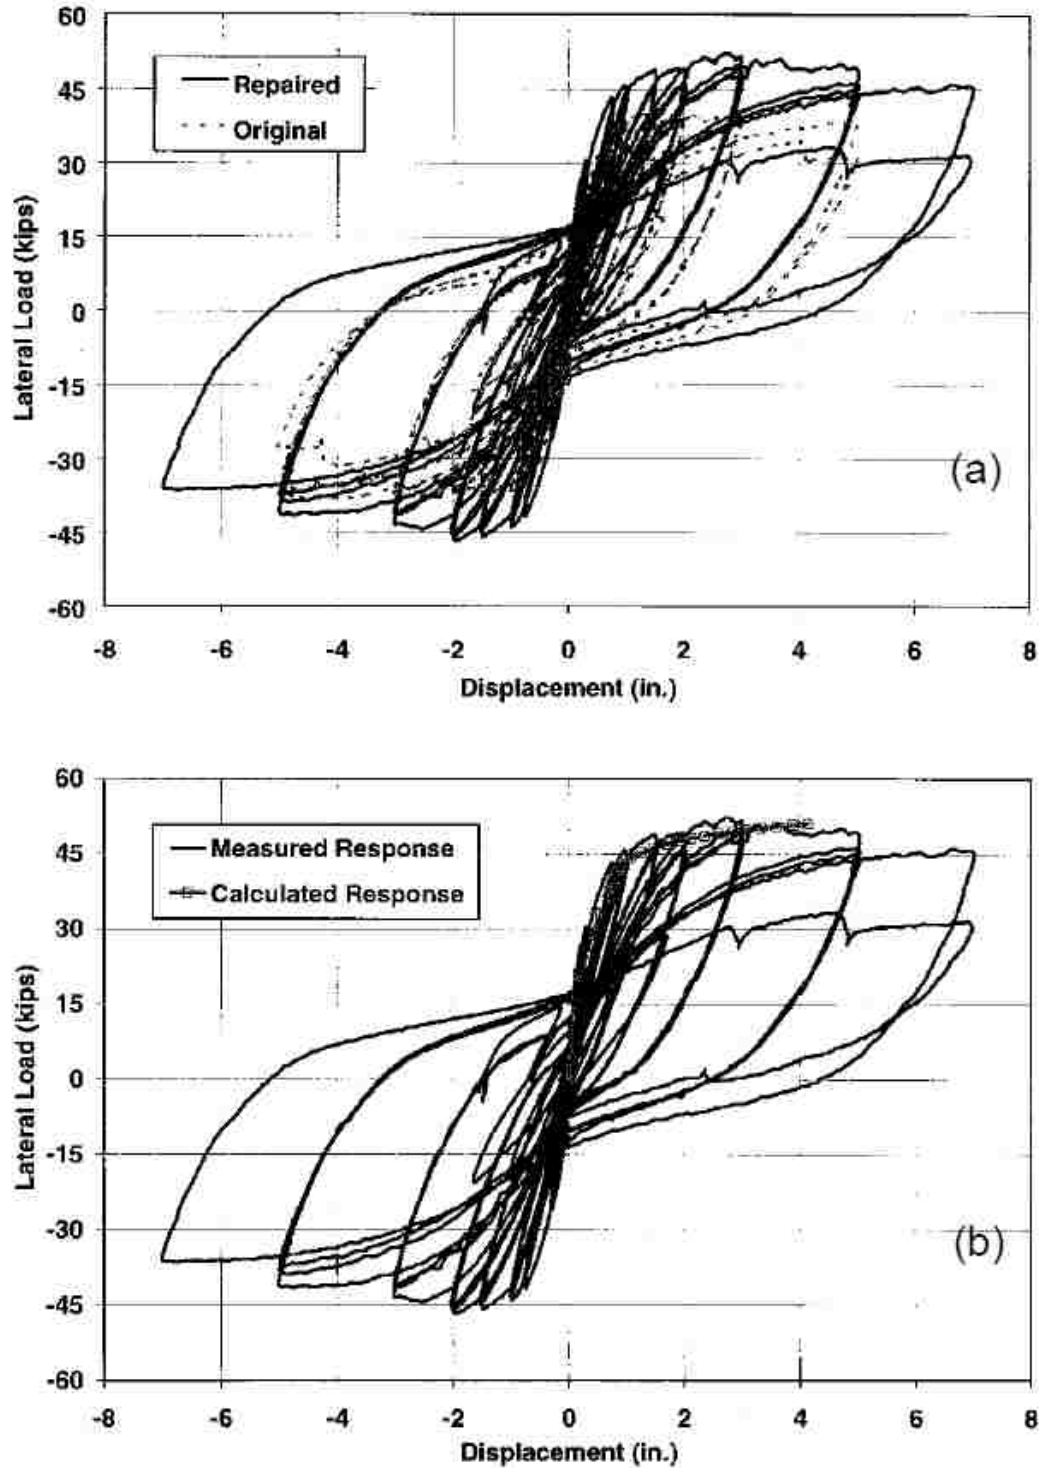 60
45
30
15
0
-15
-30
-45
-60
Lateral Load (kips)
Repaired
Original
(a)
-8 -6 -4 -2 0 2 4 6 8
Displacement (in.)
60
45
30
15
0
-15
-30
-45
-60
Lateral Load (kips)
Measured Response
Calculated Response
(b)
-8 -6 -4 -2 0 2 4 6 8
Displacement (in.)